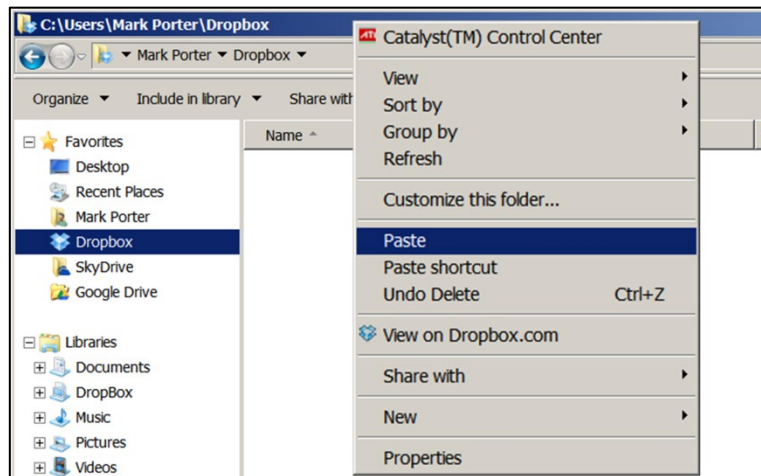 C:\Users\Mark Porter\Dropbox
Mark Porter Dropbox
Organize Include in library Share with
Name
Favorites
Desktop
Recent Places
Mark Porter
Dropbox
SkyDrive
Google Drive
Libraries
Documents
DropBox
Music
Pictures
Videos
ATI Catalyst(TM) Control Center
View
Sort by
Group by
Refresh
Customize this folder...
Paste
Paste shortcut
Undo Delete Ctrl+Z
View on Dropbox.com
Share with
New
Properties